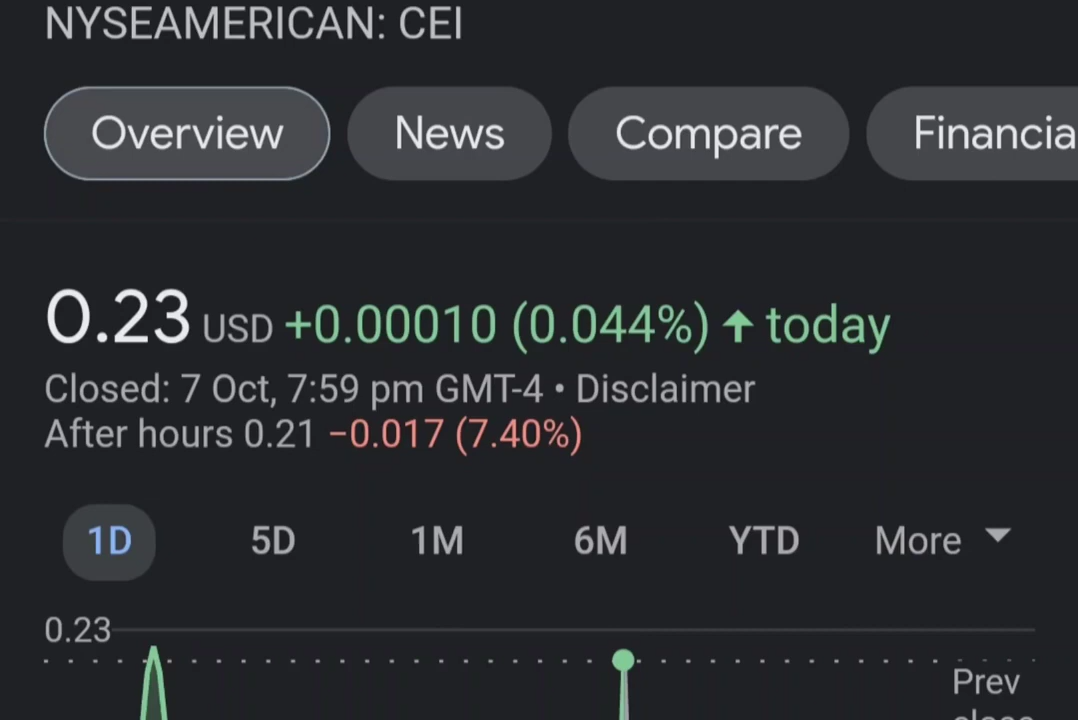 NYSEAMERICAN: CEI
Overview News Compare Financia
0.23 USD +0.00010 (0.044%) ↑ today
Closed: 7 Oct, 7:59 pm GMT-4 • Disclaimer
After hours 0.21 −0.017 (7.40%)
1D 5D 1M 6M YTD More
0.23
Prev
close